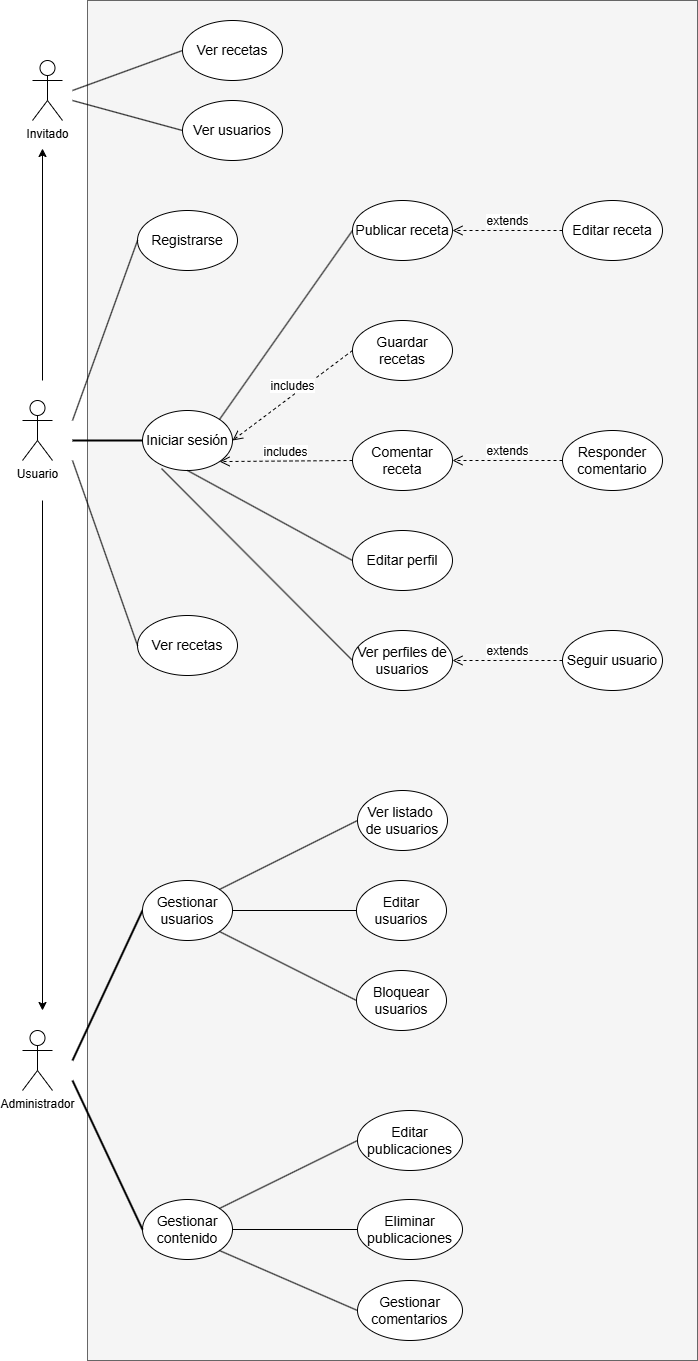 Ver recetas
Invitado
Ver usuarios
Registrarse
Publicar receta
extends
Editar receta
Guardar
recetas
includes
Usuario
Iniciar sesión
includes
Comentar
receta
extends
Responder
comentario
Editar perfil
Ver recetas
Ver perfiles de
usuarios
extends
Seguir usuario
Ver listado
de usuarios
Gestionar
usuarios
Editar
usuarios
Bloquear
usuarios
Administrador
Editar
publicaciones
Gestionar
contenido
Eliminar
publicaciones
Gestionar
comentarios